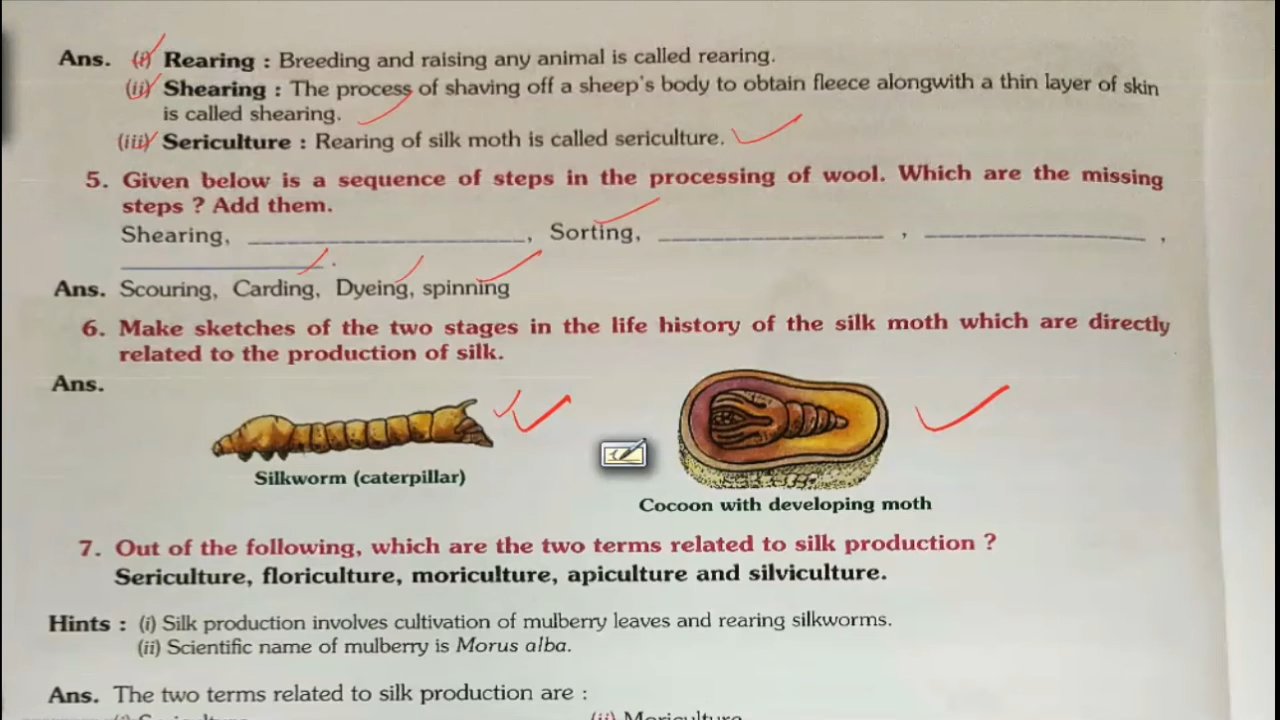 Ans. (i) Rearing : Breeding and raising any animal is called rearing.
(ii) Shearing : The process of shaving off a sheep's body to obtain fleece alongwith a thin layer of skin
is called shearing.
(iii) Sericulture : Rearing of silk moth is called sericulture.
5. Given below is a sequence of steps in the processing of wool. Which are the missing
steps ? Add them.
Shearing, ____________________, Sorting, ________________ , ________________ ,
_______________ .
Ans. Scouring, Carding, Dyeing, spinning
6. Make sketches of the two stages in the life history of the silk moth which are directly
related to the production of silk.
Ans.
Silkworm (caterpillar)
Cocoon with developing moth
7. Out of the following, which are the two terms related to silk production ?
Sericulture, floriculture, moriculture, apiculture and silviculture.
Hints : (i) Silk production involves cultivation of mulberry leaves and rearing silkworms.
(ii) Scientific name of mulberry is Morus alba.
Ans. The two terms related to silk production are :
(i) Sericulture (ii) Moriculture